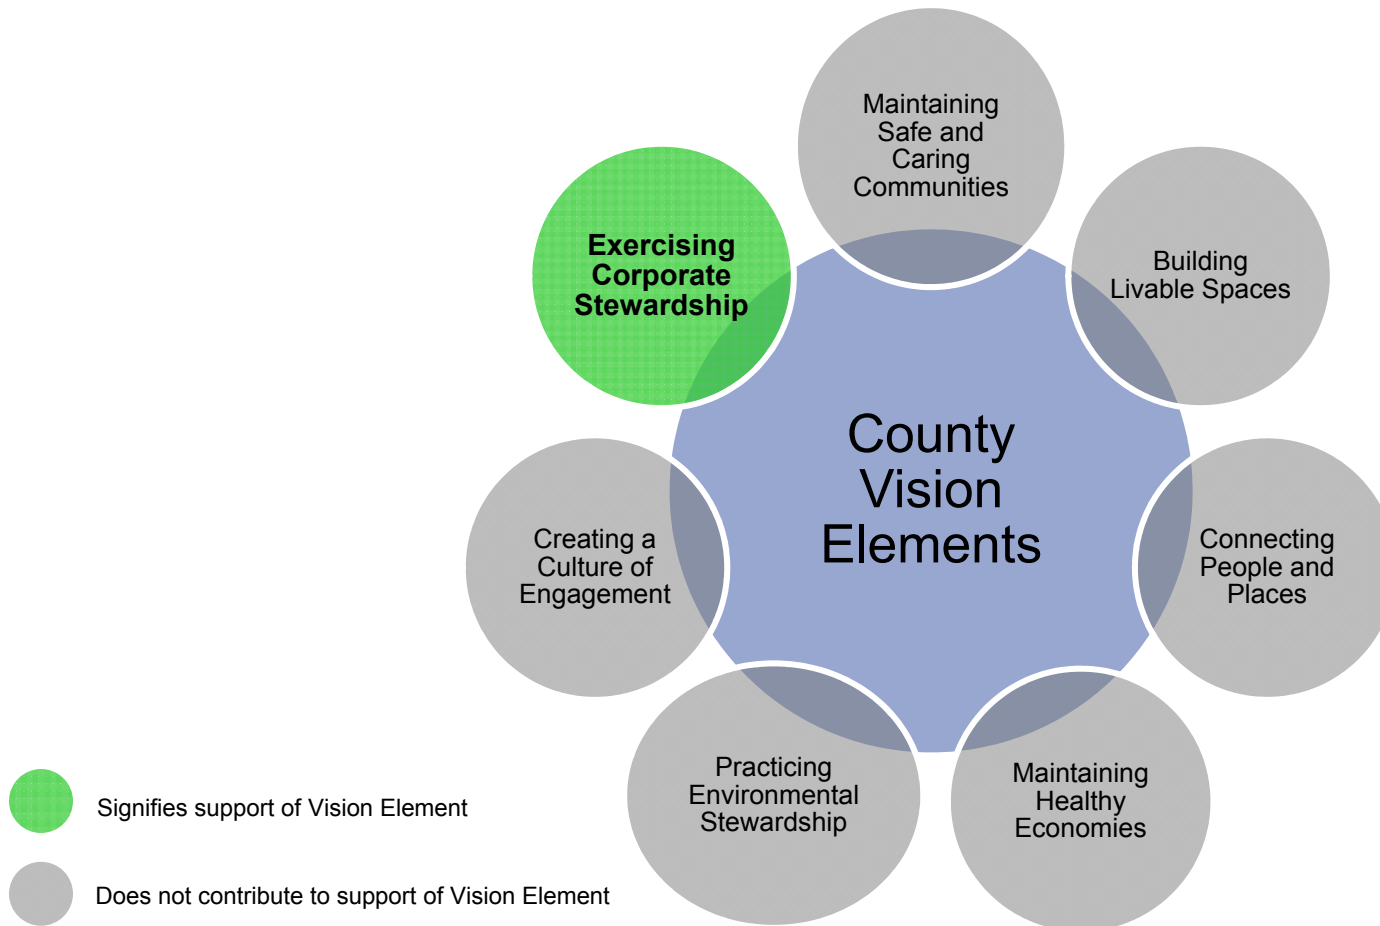 Maintaining
Safe and
Caring
Communities
Exercising
Corporate
Stewardship
Building
Livable Spaces
County
Vision
Elements
Creating a
Culture of
Engagement
Connecting
People and
Places
Practicing
Environmental
Stewardship
Maintaining
Healthy
Economies
Signifies support of Vision Element
Does not contribute to support of Vision Element